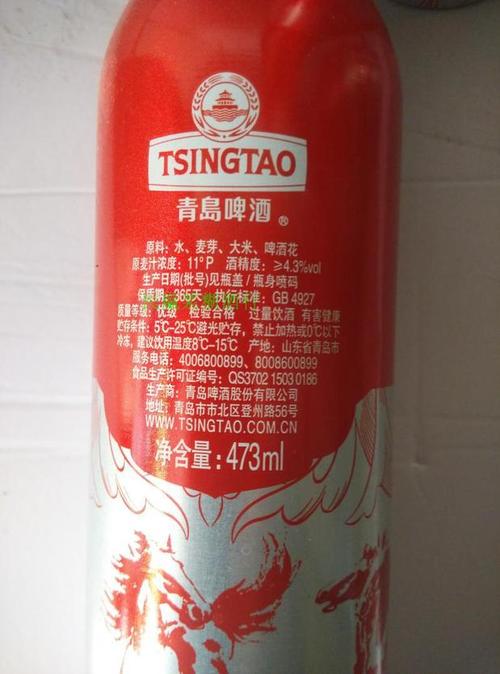 TSINGTAO
青島啤酒®
原料：水、麦芽、大米、啤酒花
原麦汁浓度：11°P 酒精度：≥4.3%vol
生产日期(批号)见瓶盖/瓶身喷码
保质期：365天 执行标准：GB 4927
质量等级：优级 检验合格 过量饮酒 有害健康
贮存条件：5℃-25℃避光贮存，禁止加热或0℃以下
冷冻，建议饮用温度8℃-15℃ 产地：山东省青岛市
服务电话：4006800899、8008600899
食品生产许可证编号：QS3702 1503 0186
生产商：青岛啤酒股份有限公司
地址：青岛市市北区登州路56号
WWW.TSINGTAO.COM.CN
净含量：473ml